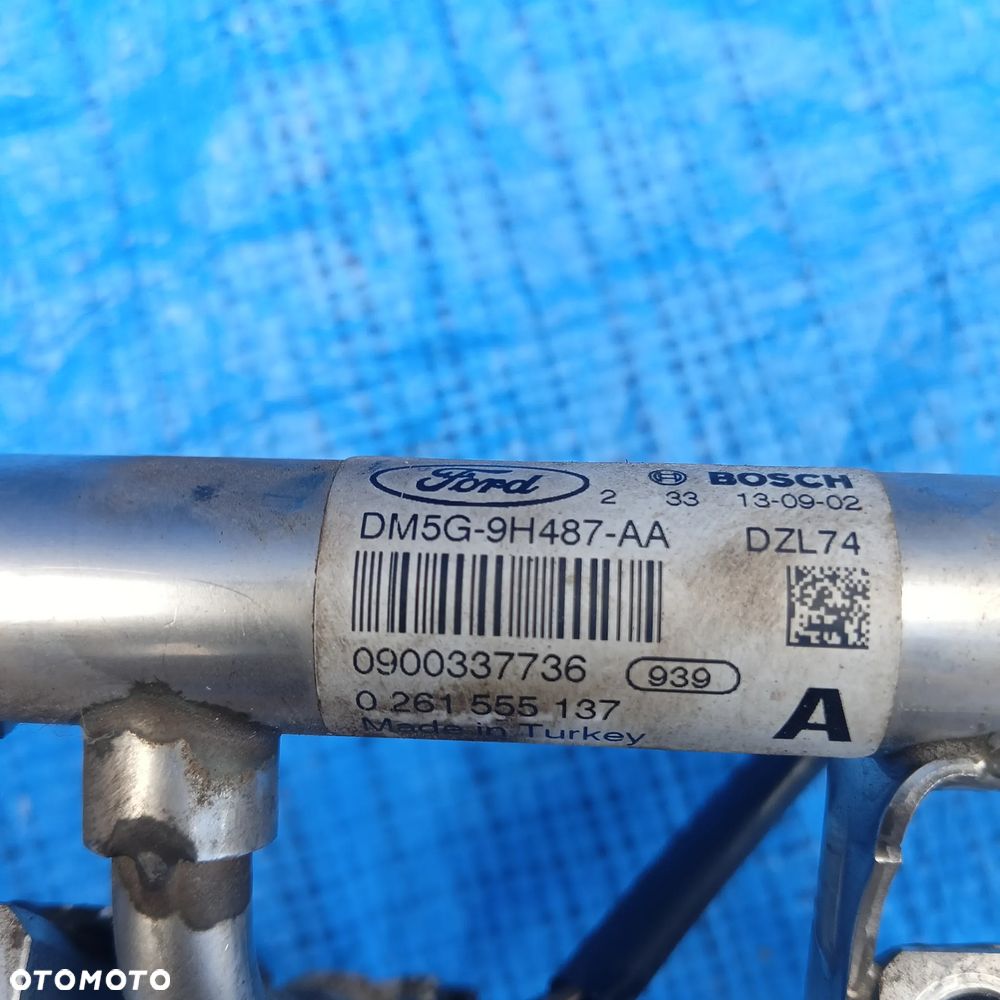 Ford 2 33 BOSCH 13-09-02
DM5G-9H487-AA DZL74
0900337736 939
0 261 555 137 A
Made in Turkey
OTOMOTO